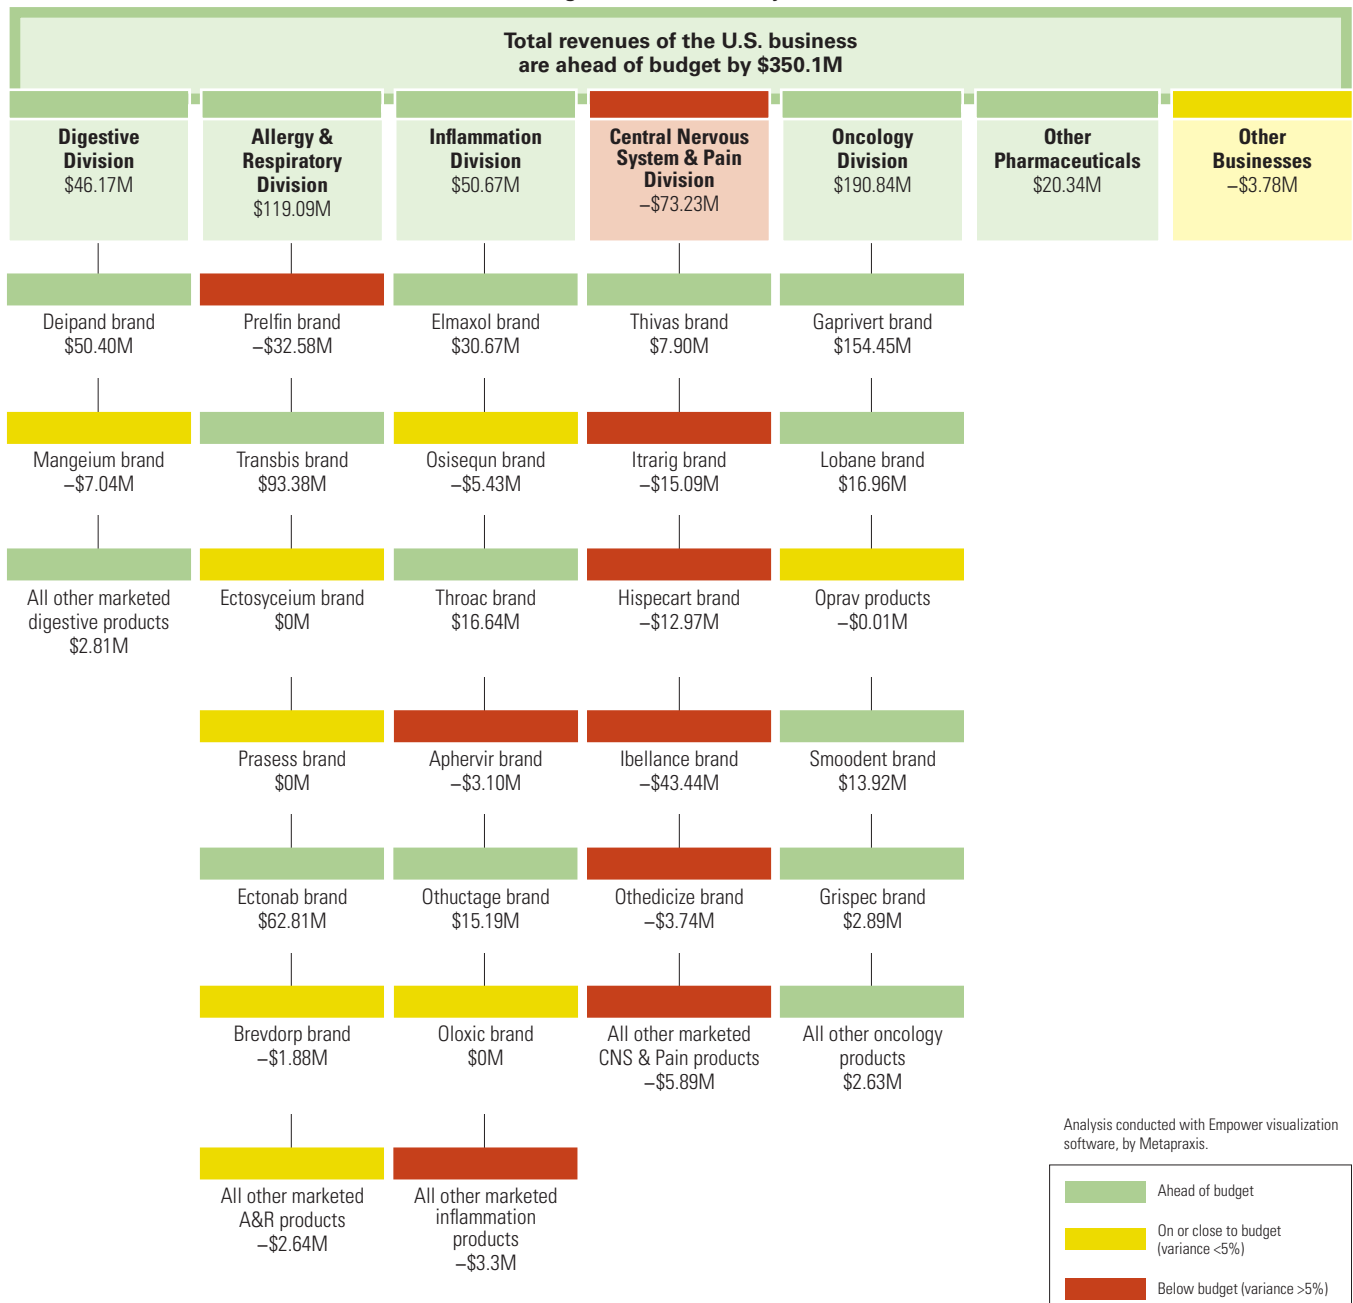 Total revenues of the U.S. business
are ahead of budget by $350.1M
Digestive
Division
$46.17M
Allergy &
Respiratory
Division
$119.09M
Inflammation
Division
$50.67M
Central Nervous
System & Pain
Division
–$73.23M
Oncology
Division
$190.84M
Other
Pharmaceuticals
$20.34M
Other
Businesses
–$3.78M
Deipand brand
$50.40M
Prelfin brand
–$32.58M
Elmaxol brand
$30.67M
Thivas brand
$7.90M
Gaprivert brand
$154.45M
Mangeium brand
–$7.04M
Transbis brand
$93.38M
Osisequn brand
–$5.43M
Itrarig brand
–$15.09M
Lobane brand
$16.96M
All other marketed
digestive products
$2.81M
Ectosyceium brand
$0M
Throac brand
$16.64M
Hispecart brand
–$12.97M
Oprav products
–$0.01M
Prasess brand
$0M
Aphervir brand
–$3.10M
Ibellance brand
–$43.44M
Smoodent brand
$13.92M
Ectonab brand
$62.81M
Othuctage brand
$15.19M
Othedicize brand
–$3.74M
Grispec brand
$2.89M
Brevdorp brand
–$1.88M
Oloxic brand
$0M
All other marketed
CNS & Pain products
–$5.89M
All other oncology
products
$2.63M
All other marketed
A&R products
–$2.64M
All other marketed
inflammation
products
–$3.3M
Analysis conducted with Empower visualization
software, by Metapraxis.
Ahead of budget
On or close to budget
(variance <5%)
Below budget (variance >5%)